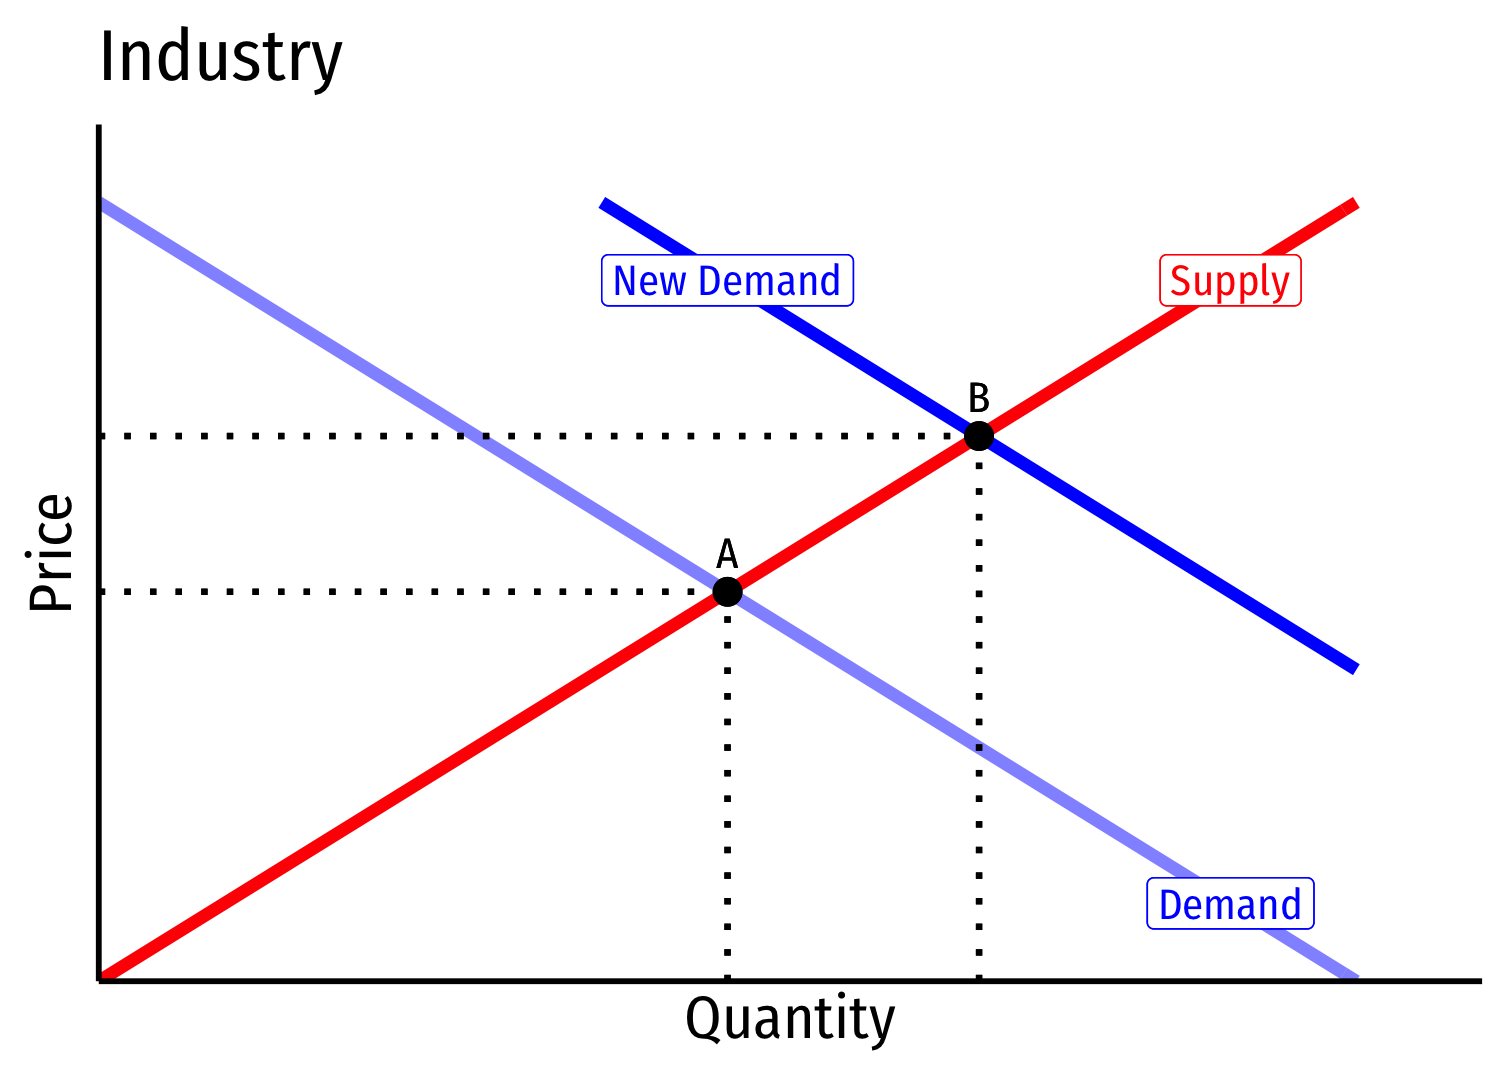 Industry
New Demand
Supply
B
A
Price
Demand
Quantity